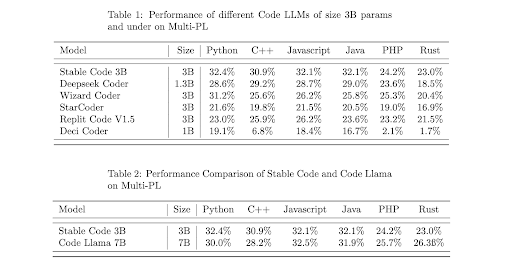 Table 1: Performance of different Code LLMs of size 3B params
and under on Multi-PL
Model Size Python C++ Javascript Java PHP Rust
Stable Code 3B 3B 32.4% 30.9% 32.1% 32.1% 24.2% 23.0%
Deepseek Coder 1.3B 28.6% 29.2% 28.7% 29.0% 23.6% 18.5%
Wizard Coder 3B 31.2% 25.6% 26.2% 25.8% 25.3% 20.4%
StarCoder 3B 21.6% 19.8% 21.5% 20.5% 19.0% 16.9%
Replit Code V1.5 3B 23.0% 25.9% 26.2% 23.6% 23.2% 21.5%
Deci Coder 1B 19.1% 6.8% 18.4% 16.7% 2.1% 1.7%
Table 2: Performance Comparison of Stable Code and Code Llama
on Multi-PL
Model Size Python C++ Javascript Java PHP Rust
Stable Code 3B 3B 32.4% 30.9% 32.1% 32.1% 24.2% 23.0%
Code Llama 7B 7B 30.0% 28.2% 32.5% 31.9% 25.7% 26.3%